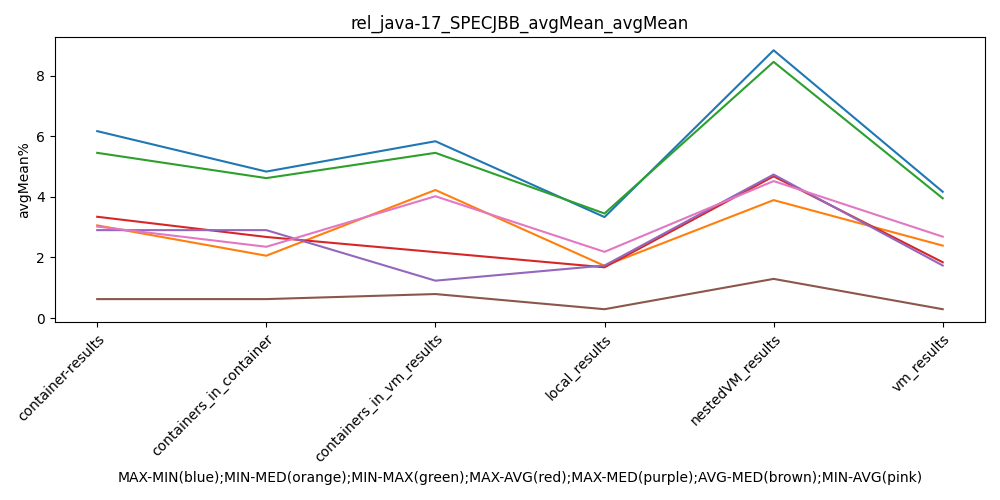 rel_java-17_SPECJBB_avgMean_avgMean
8
6
4
2
0
avgMean%
container-results
containers_in_container
containers_in_vm_results
local_results
nestedVM_results
vm_results
MAX-MIN(blue);MIN-MED(orange);MIN-MAX(green);MAX-AVG(red);MAX-MED(purple);AVG-MED(brown);MIN-AVG(pink)